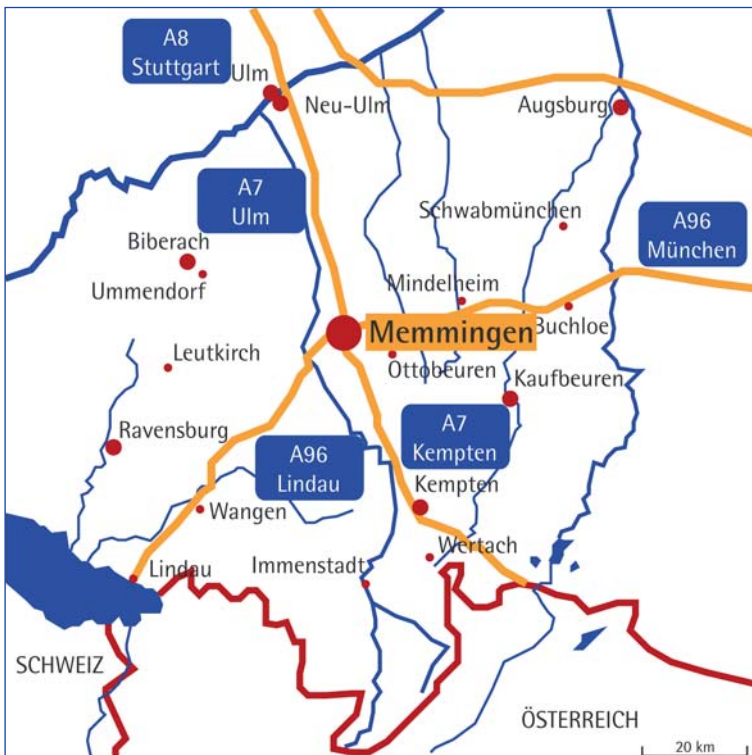 A8
Stuttgart
Ulm
Neu-Ulm
Augsburg
A7
Ulm
Schwabmünchen
A96
München
Biberach
Ummendorf
Mindelheim
Memmingen
Buchloe
Leutkirch
Ottobeuren
Kaufbeuren
Ravensburg
A96
Lindau
A7
Kempten
Kempten
Wangen
Wertach
Lindau
Immenstadt
SCHWEIZ
ÖSTERREICH
20 km